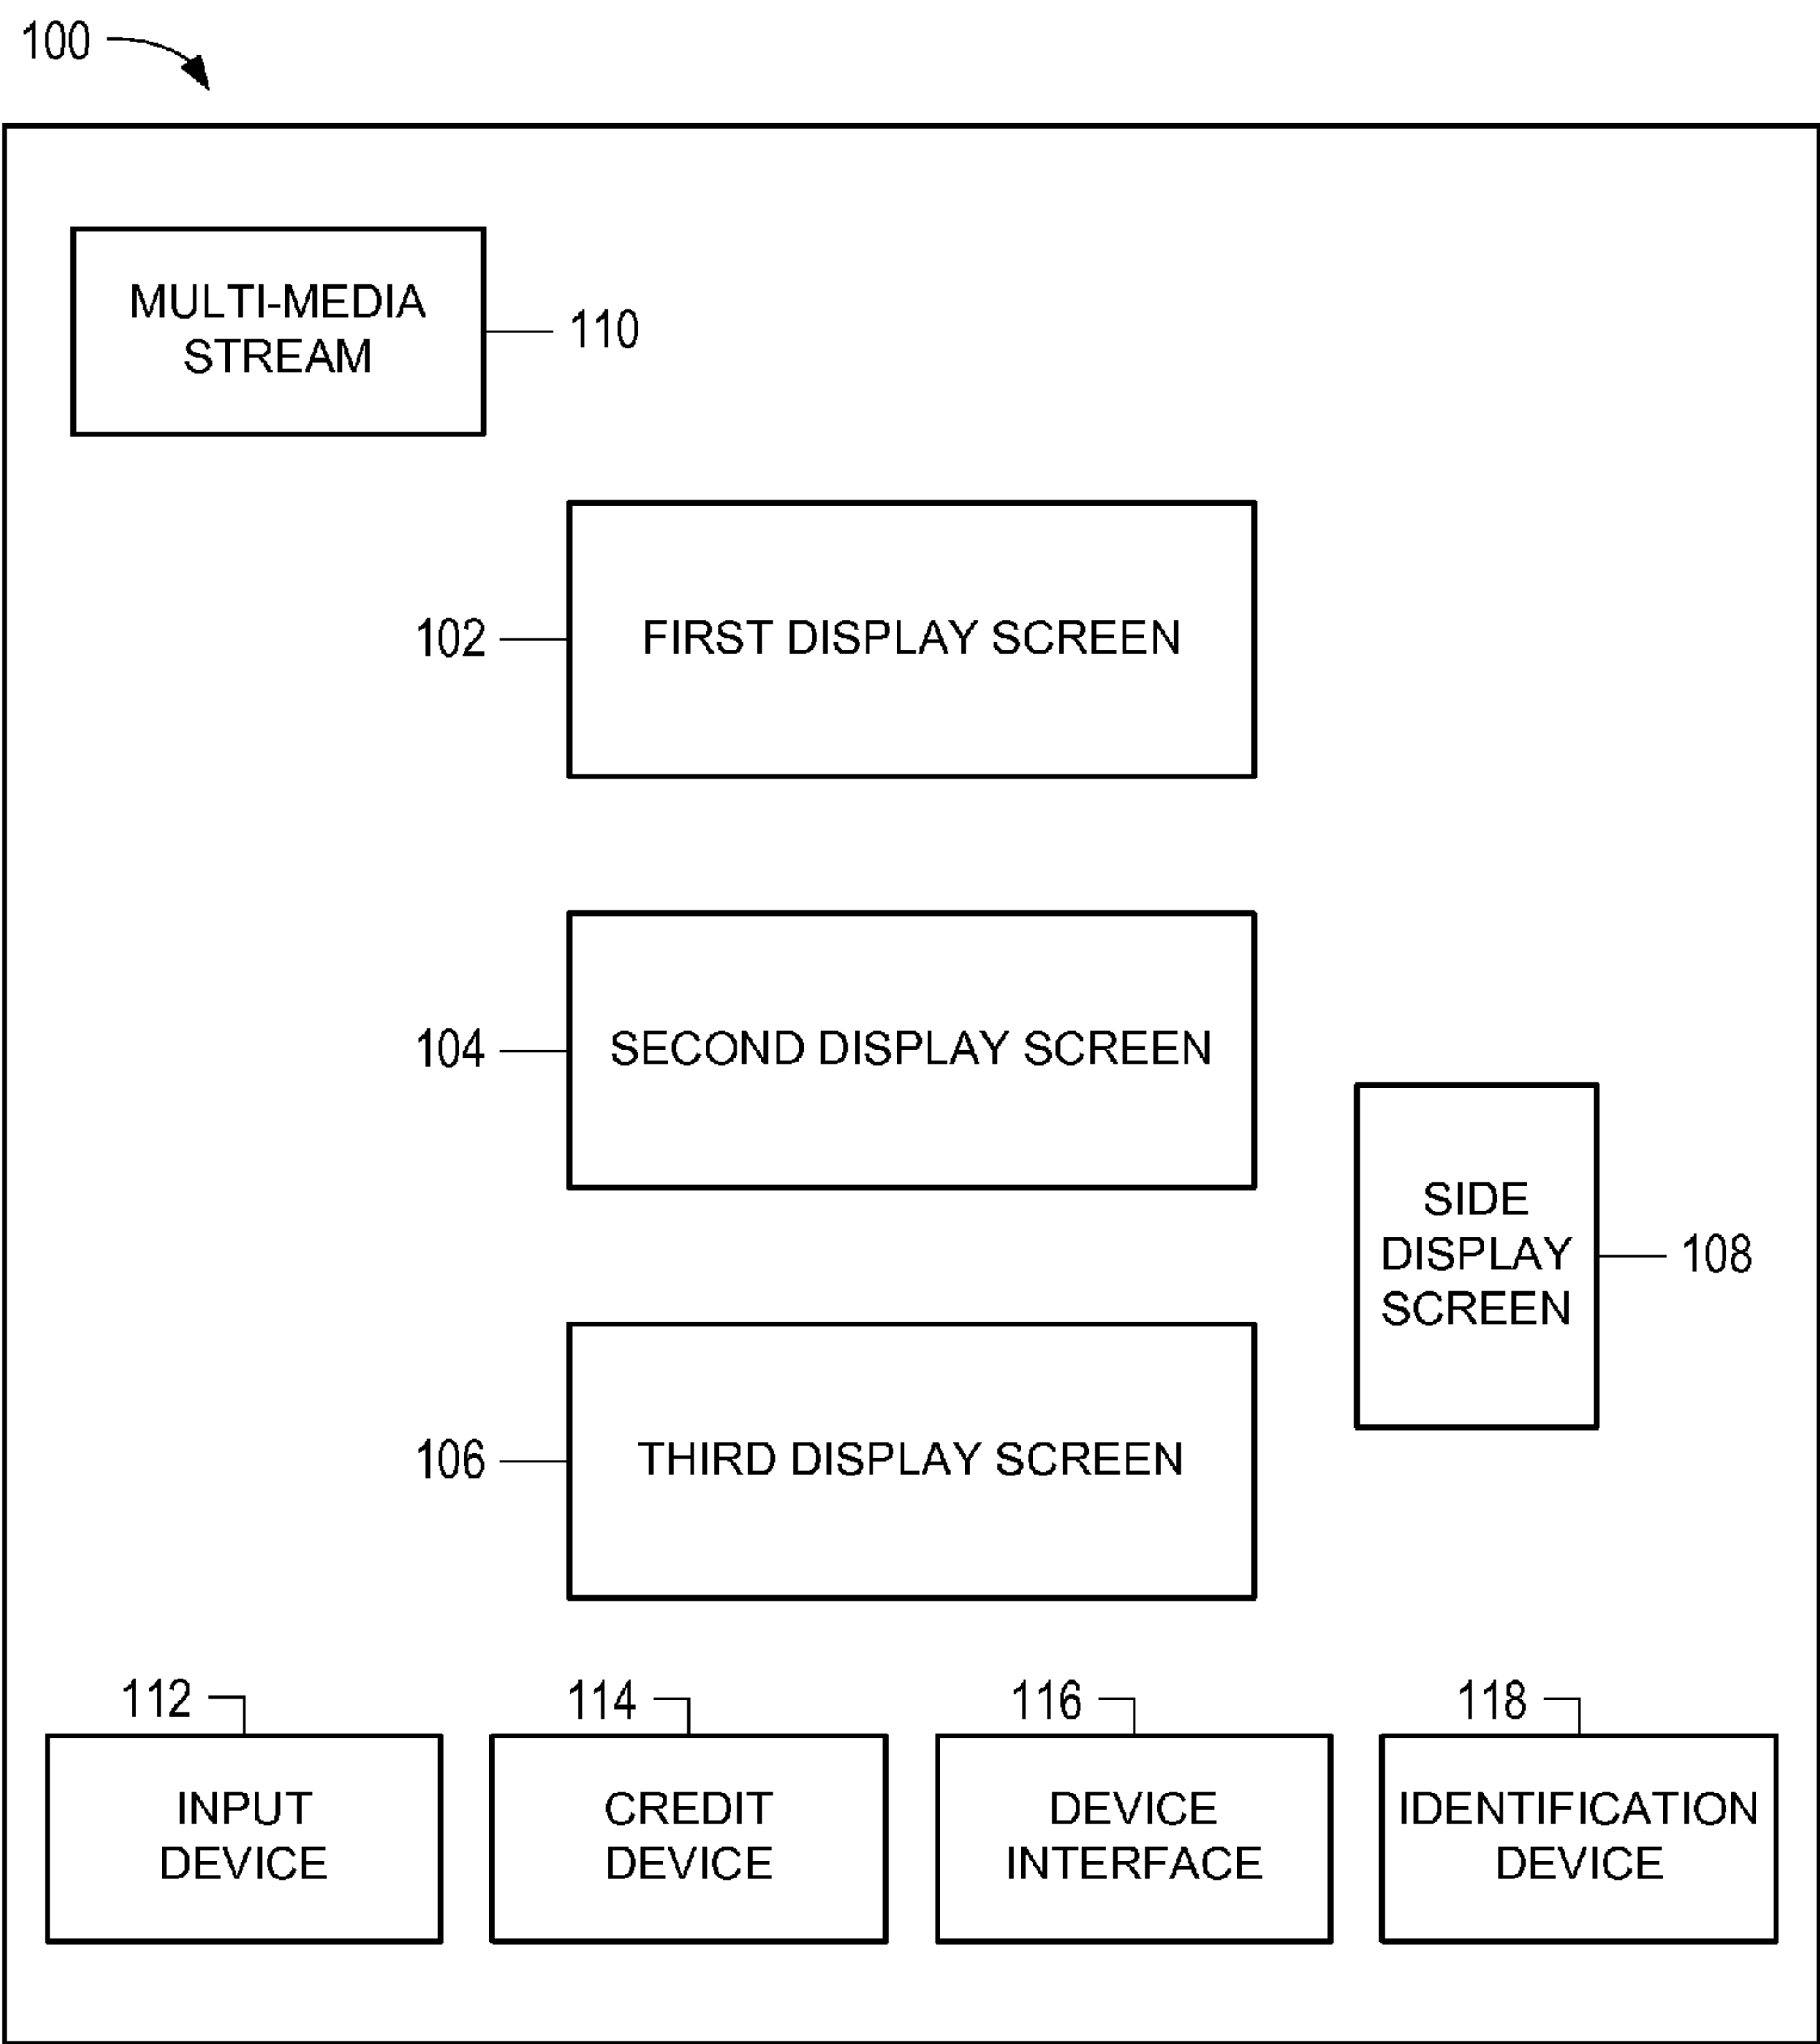 100
MULTI-MEDIA
STREAM
110
102
FIRST DISPLAY SCREEN
104
SECOND DISPLAY SCREEN
SIDE
DISPLAY
SCREEN
108
106
THIRD DISPLAY SCREEN
112
INPUT
DEVICE
114
CREDIT
DEVICE
116
DEVICE
INTERFACE
118
IDENTIFICATION
DEVICE